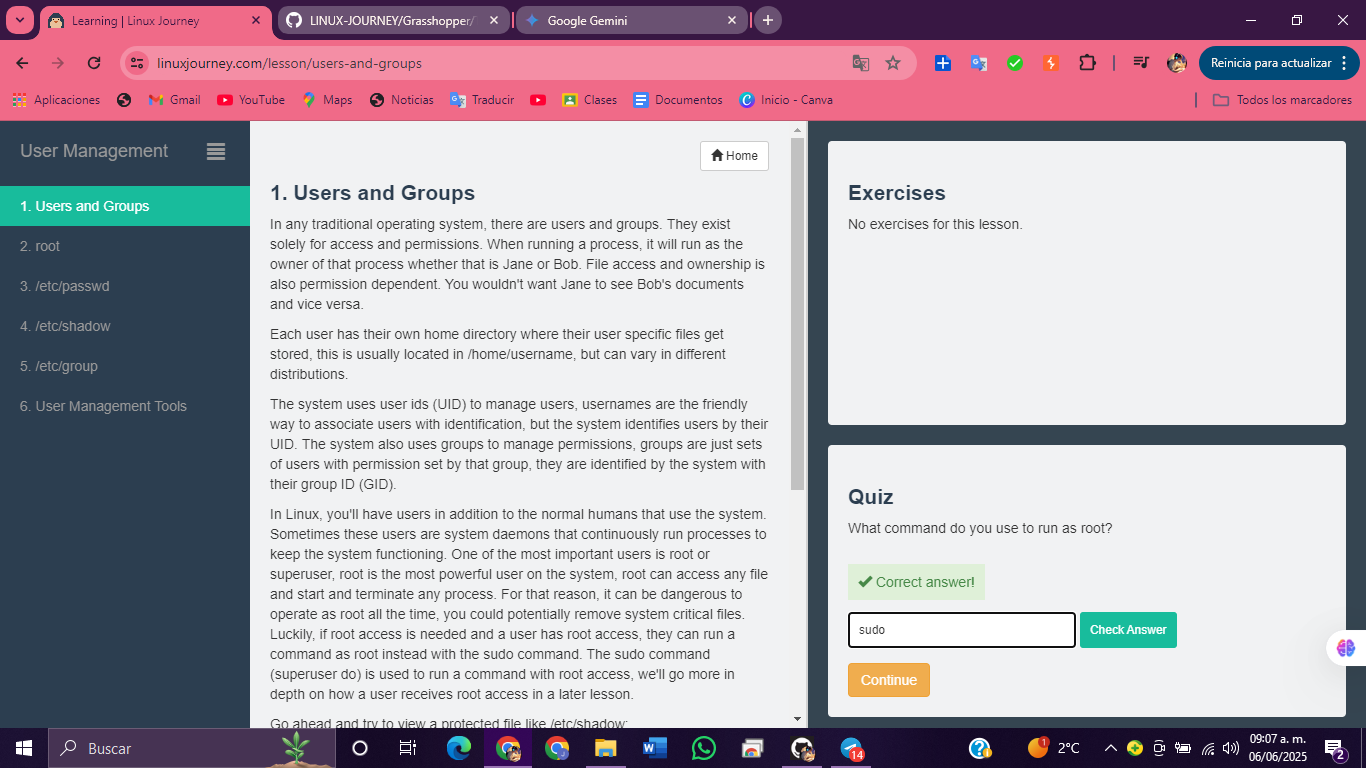 Learning | Linux Journey
LINUX-JOURNEY/Grasshopper/
Google Gemini
linuxjourney.com/lesson/users-and-groups
Reinicia para actualizar
Aplicaciones
Gmail
YouTube
Maps
Noticias
Traducir
Clases
Documentos
Inicio - Canva
Todos los marcadores
User Management
1. Users and Groups
2. root
3. /etc/passwd
4. /etc/shadow
5. /etc/group
6. User Management Tools
Home
1. Users and Groups
In any traditional operating system, there are users and groups. They exist
solely for access and permissions. When running a process, it will run as the
owner of that process whether that is Jane or Bob. File access and ownership is
also permission dependent. You wouldn't want Jane to see Bob's documents
and vice versa.
Each user has their own home directory where their user specific files get
stored, this is usually located in /home/username, but can vary in different
distributions.
The system uses user ids (UID) to manage users, usernames are the friendly
way to associate users with identification, but the system identifies users by their
UID. The system also uses groups to manage permissions, groups are just sets
of users with permission set by that group, they are identified by the system with
their group ID (GID).
In Linux, you'll have users in addition to the normal humans that use the system.
Sometimes these users are system daemons that continuously run processes to
keep the system functioning. One of the most important users is root or
superuser, root is the most powerful user on the system, root can access any file
and start and terminate any process. For that reason, it can be dangerous to
operate as root all the time, you could potentially remove system critical files.
Luckily, if root access is needed and a user has root access, they can run a
command as root instead with the sudo command. The sudo command
(superuser do) is used to run a command with root access, we'll go more in
depth on how a user receives root access in a later lesson.
Go ahead and try to view a protected file like /etc/shadow:
Exercises
No exercises for this lesson.
Quiz
What command do you use to run as root?
Correct answer!
sudo
Check Answer
Continue
Buscar
14
1
2°C
09:07 a. m.
06/06/2025
2